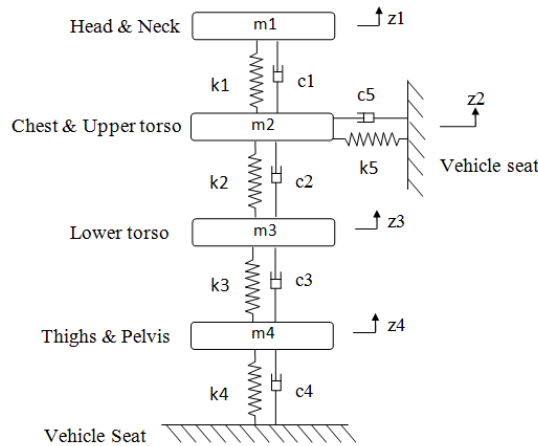 Head & Neck m1 z1
k1 c1
c5
z2
Chest & Upper torso m2
k5 Vehicle seat
k2 c2
Lower torso m3 z3
k3 c3
Thighs & Pelvis m4 z4
k4 c4
Vehicle Seat